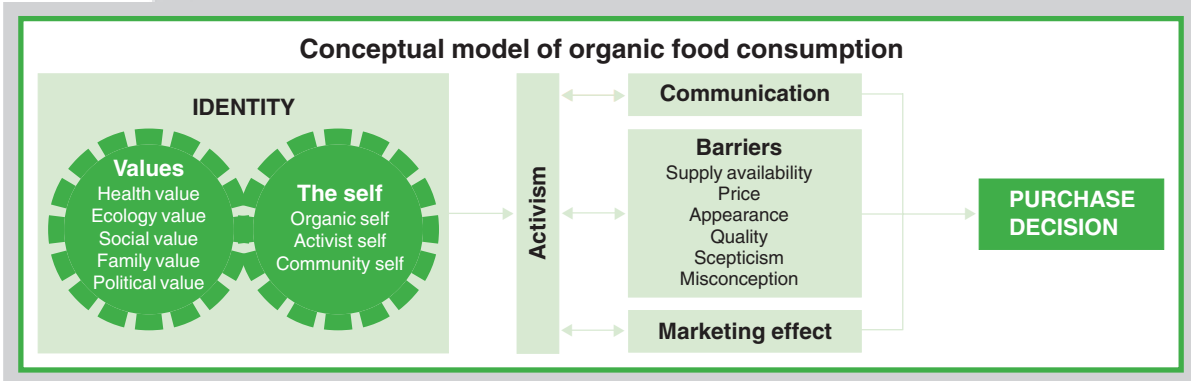 Conceptual model of organic food consumption
IDENTITY
Values
Health value
Ecology value
Social value
Family value
Political value
The self
Organic self
Activist self
Community self
Activism
Communication
Barriers
Supply availability
Price
Appearance
Quality
Scepticism
Misconception
Marketing effect
PURCHASE
DECISION